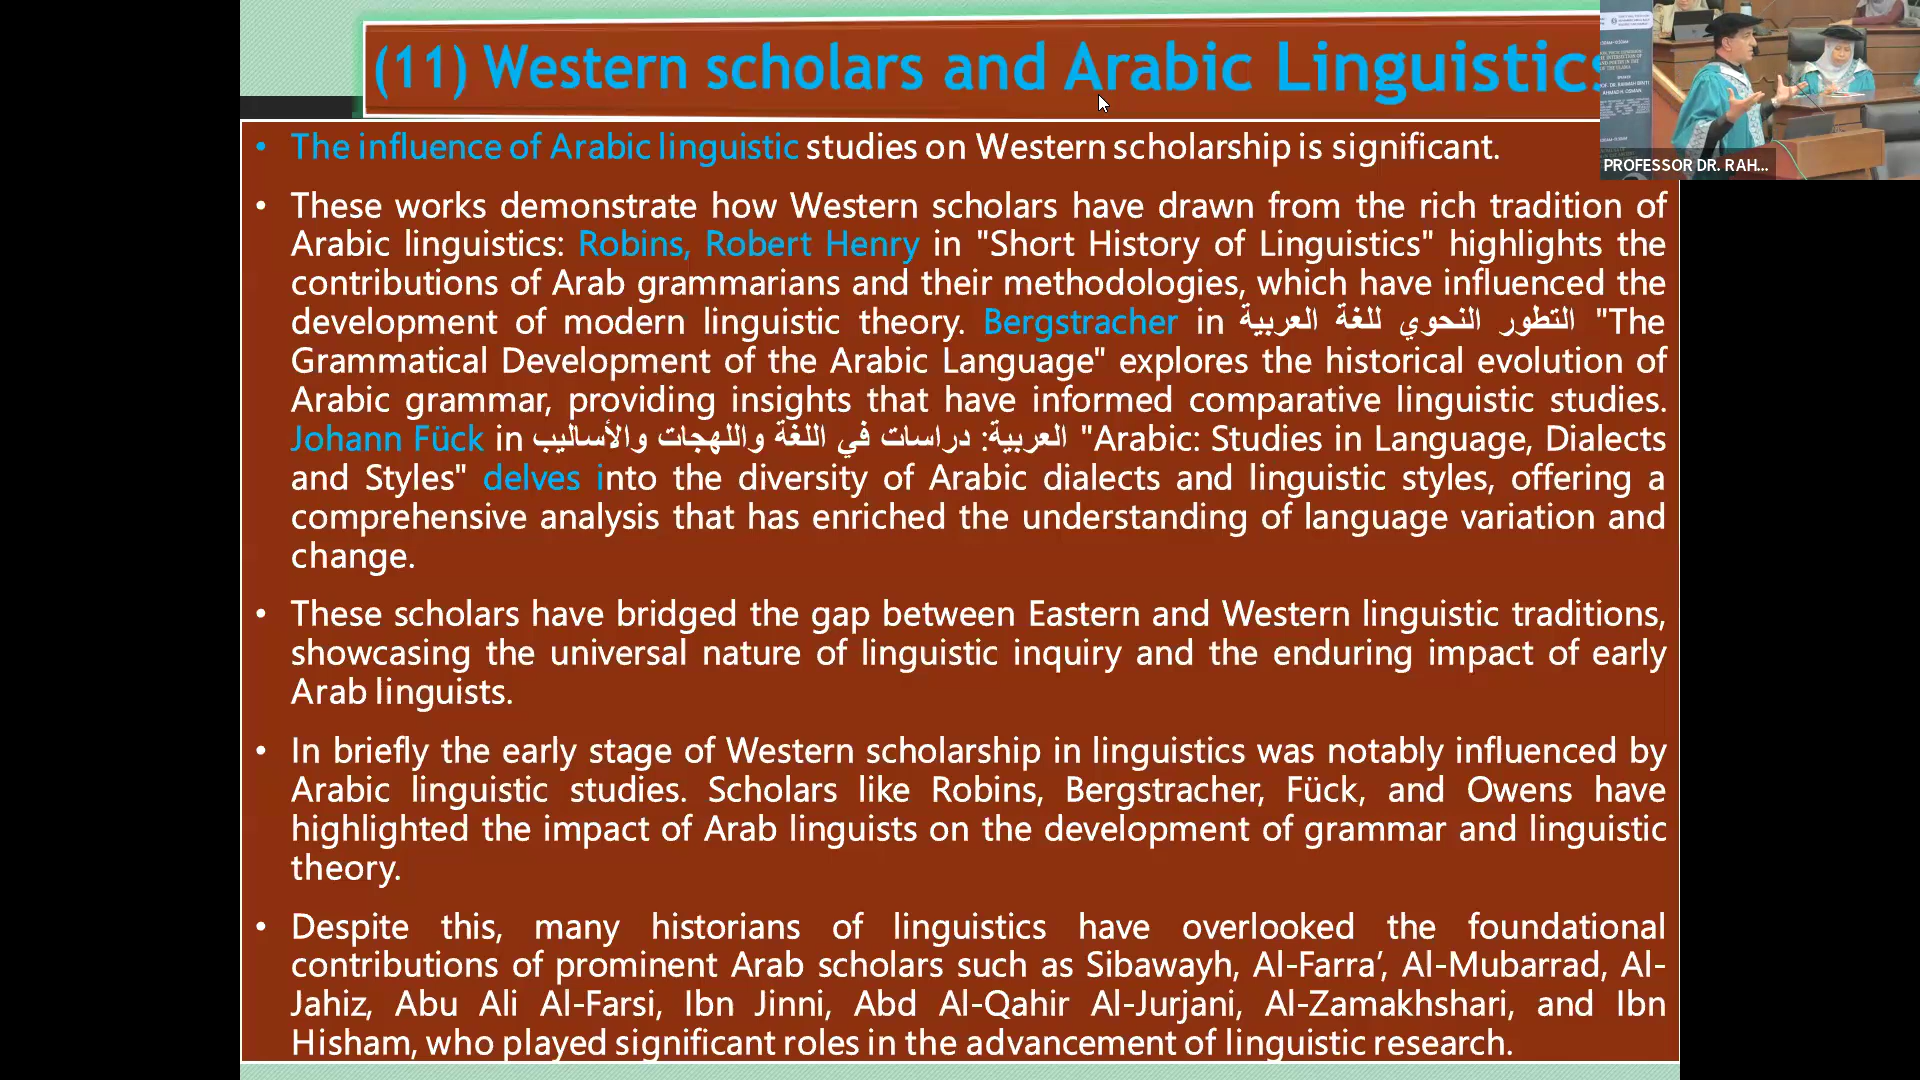 (11) Western scholars and Arabic Linguistics
• The influence of Arabic linguistic studies on Western scholarship is significant.
• These works demonstrate how Western scholars have drawn from the rich tradition of
Arabic linguistics: Robins, Robert Henry in "Short History of Linguistics" highlights the
contributions of Arab grammarians and their methodologies, which have influenced the
development of modern linguistic theory. Bergstracher in التطور النحوي للغة العربية "The
Grammatical Development of the Arabic Language" explores the historical evolution of
Arabic grammar, providing insights that have informed comparative linguistic studies.
Johann Fück in العربية: دراسات في اللغة واللهجات والأساليب "Arabic: Studies in Language, Dialects
and Styles" delves into the diversity of Arabic dialects and linguistic styles, offering a
comprehensive analysis that has enriched the understanding of language variation and
change.
• These scholars have bridged the gap between Eastern and Western linguistic traditions,
showcasing the universal nature of linguistic inquiry and the enduring impact of early
Arab linguists.
• In briefly the early stage of Western scholarship in linguistics was notably influenced by
Arabic linguistic studies. Scholars like Robins, Bergstracher, Fück, and Owens have
highlighted the impact of Arab linguists on the development of grammar and linguistic
theory.
• Despite this, many historians of linguistics have overlooked the foundational
contributions of prominent Arab scholars such as Sibawayh, Al-Farra’, Al-Mubarrad, Al-
Jahiz, Abu Ali Al-Farsi, Ibn Jinni, Abd Al-Qahir Al-Jurjani, Al-Zamakhshari, and Ibn
Hisham, who played significant roles in the advancement of linguistic research.
PROFESSOR DR. RAH...